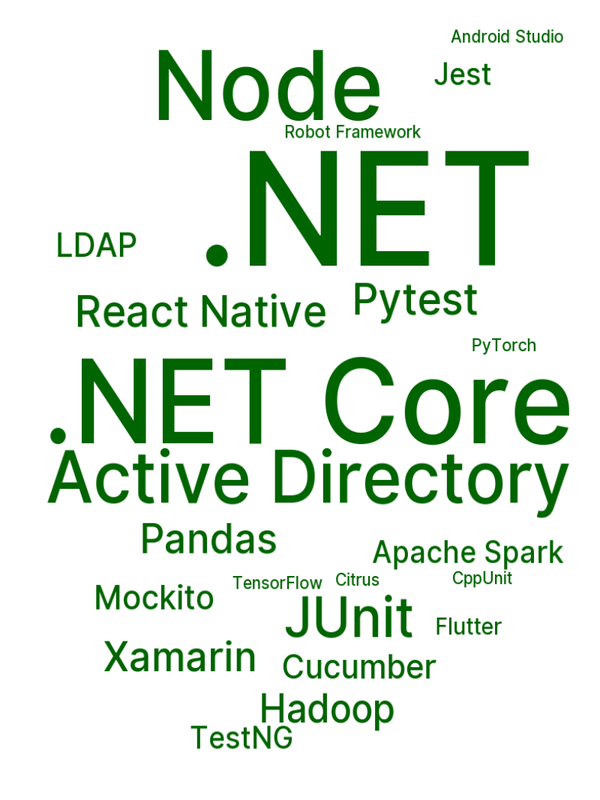 Android Studio
Node
Jest
Robot Framework
.NET
LDAP
React Native
Pytest
PyTorch
.NET Core
Active Directory
Pandas
Apache Spark
TensorFlow
Citrus
CppUnit
Mockito
JUnit
Flutter
Xamarin
Cucumber
Hadoop
TestNG